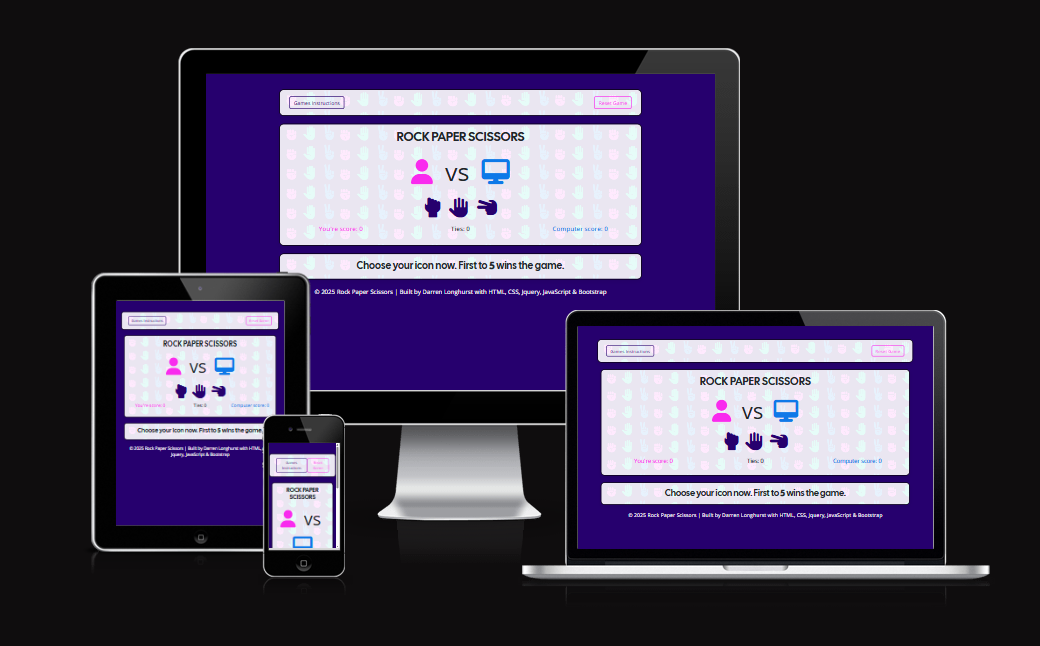 Games Instructions
Reset Game
ROCK PAPER SCISSORS
VS
You're score: 0
Ties: 0
Computer score: 0
Choose your icon now. First to 5 wins the game.
© 2025 Rock Paper Scissors | Built by Darren Longhurst with HTML, CSS, Jquery, JavaScript & Bootstrap
Games Instructions
Reset Game
ROCK PAPER SCISSORS
VS
You're score: 0
Ties: 0
Computer score: 0
Choose your icon now. First to 5 wins the game.
© 2025 Rock Paper Scissors | Built by Darren Longhurst with HTML, CSS,
Jquery, JavaScript & Bootstrap
Games
Instructions
Reset
Game
ROCK PAPER
SCISSORS
VS
Games Instructions
Reset Game
ROCK PAPER SCISSORS
VS
You're score: 0
Ties: 0
Computer score: 0
Choose your icon now. First to 5 wins the game.
© 2025 Rock Paper Scissors | Built by Darren Longhurst with HTML, CSS, Jquery, JavaScript & Bootstrap